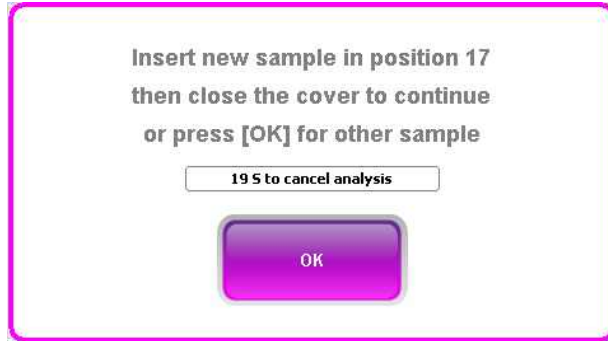 Insert new sample in position 17
then close the cover to continue
or press [OK] for other sample
19 S to cancel analysis
OK